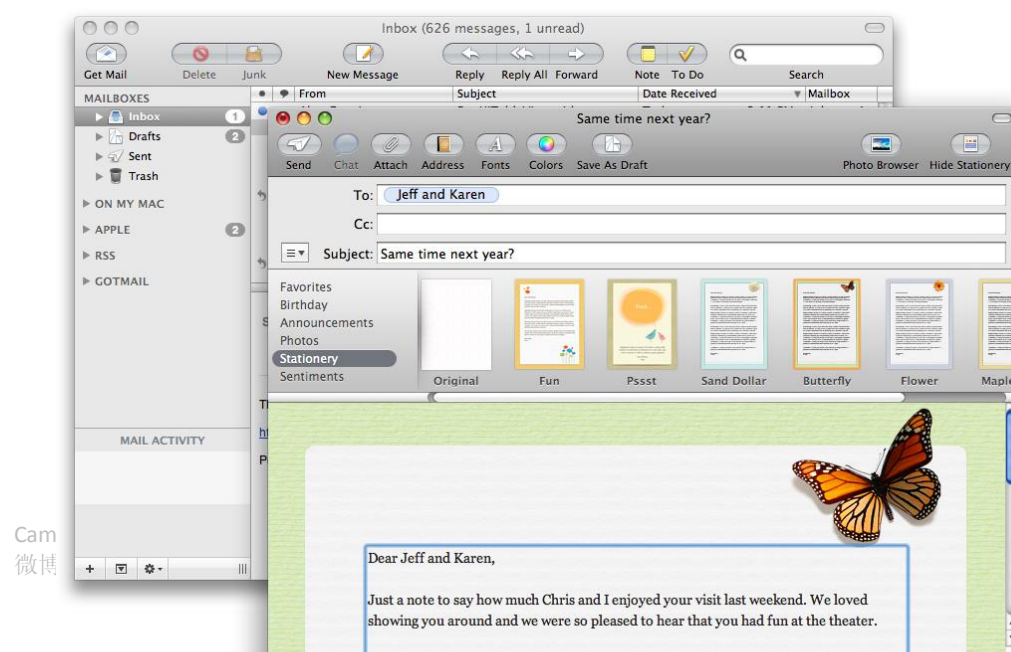 Inbox (626 messages, 1 unread)
Get Mail Delete Junk New Message Reply Reply All Forward Note To Do Search
MAILBOXES
Inbox 1
Drafts 2
Sent
Trash
ON MY MAC
APPLE 2
RSS
GOTMAIL
MAIL ACTIVITY
From Subject Date Received Mailbox
Same time next year?
Send Chat Attach Address Fonts Colors Save As Draft Photo Browser Hide Stationery
To: Jeff and Karen
Cc:
Subject: Same time next year?
Favorites
Birthday
Announcements
Photos
Stationery
Sentiments
Original Fun Pssst Sand Dollar Butterfly Flower Mapl
Dear Jeff and Karen,
Just a note to say how much Chris and I enjoyed your visit last weekend. We loved
showing you around and we were so pleased to hear that you had fun at the theater.
Cam
微博